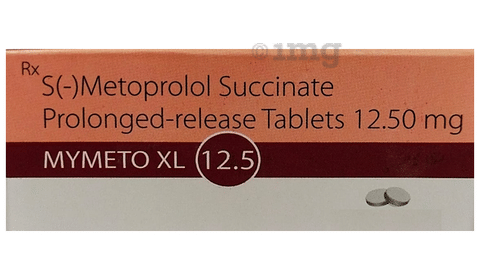 1mg
Rx
S(-)Metoprolol Succinate
Prolonged-release Tablets 12.50 mg
MYMETO XL 12.5